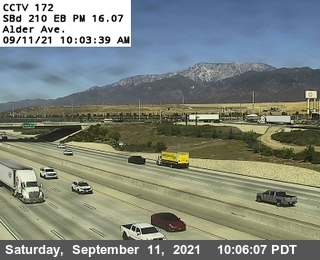 CCTV 172
SBd 210 EB PM 16.07
Alder Ave.
09/11/21 10:03:39 AM
Saturday, September 11, 2021 10:06:07 PDT